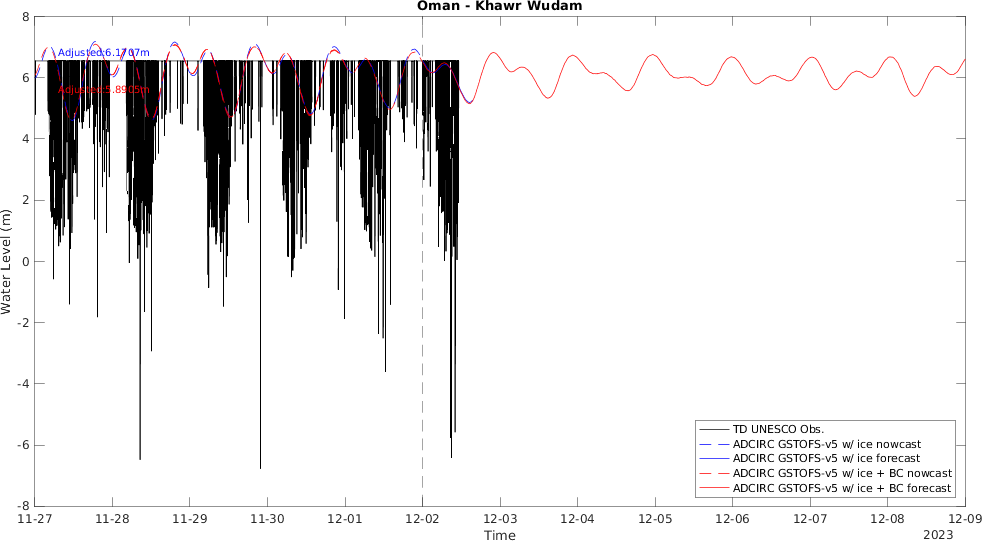 Oman - Khawr Wudam
8
6
4
2
0
-2
-4
-6
-8
Water Level (m)
Adjusted:6.1707m
Adjusted:5.8905m
TD UNESCO Obs.
ADCIRC GSTOFS-v5 w/ ice nowcast
ADCIRC GSTOFS-v5 w/ ice forecast
ADCIRC GSTOFS-v5 w/ ice + BC nowcast
ADCIRC GSTOFS-v5 w/ ice + BC forecast
11-27 11-28 11-29 11-30 12-01 12-02 12-03 12-04 12-05 12-06 12-07 12-08 12-09
Time
2023